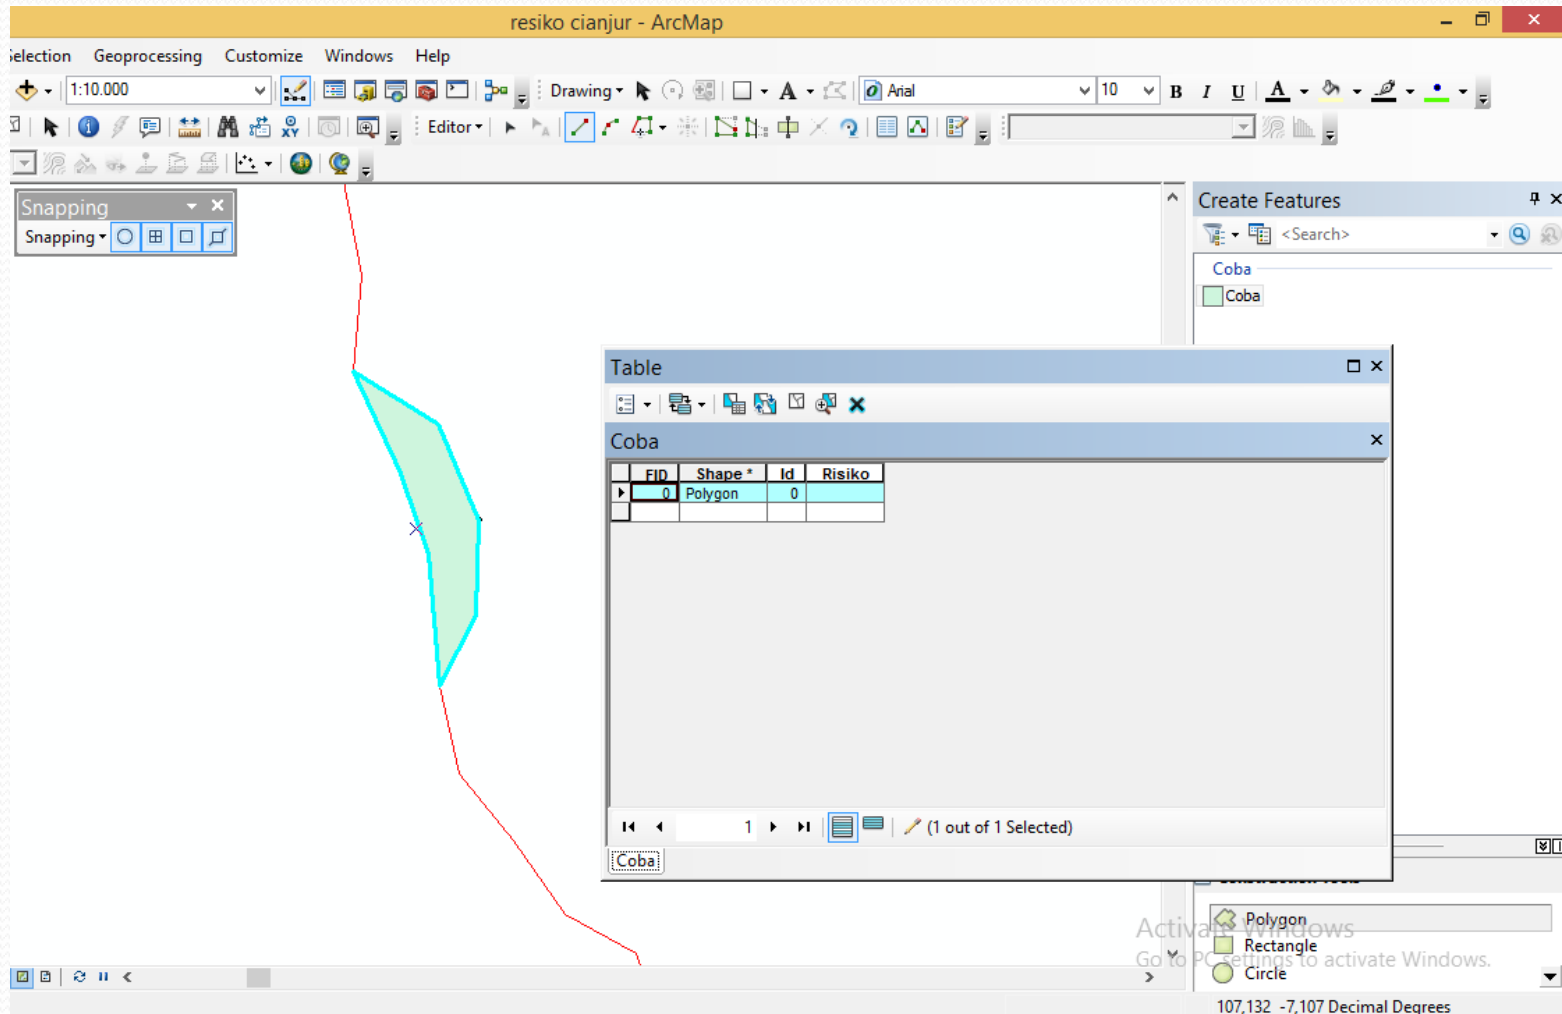 resiko cianjur - ArcMap
Selection Geoprocessing Customize Windows Help
1:10.000 Drawing Arial 10 B I U A
Editor
Snapping
Snapping
Create Features
<Search>
Coba
Coba
Table
Coba
FID Shape * Id Risiko
0 Polygon 0
1 (1 out of 1 Selected)
Coba
Polygon
Rectangle
Circle
Activate Windows
Go to PC settings to activate Windows.
107,132 -7,107 Decimal Degrees